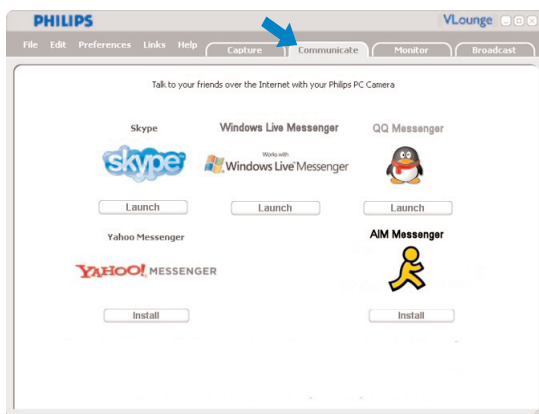 PHILIPS VLounge
File Edit Preferences Links Help Capture Communicate Monitor Broadcast
Talk to your friends over the Internet with your Philips PC Camera
Skype Windows Live Messenger QQ Messenger
skype Works with
Windows Live Messenger
Launch Launch Launch
Yahoo Messenger AIM Messenger
YAHOO! MESSENGER
Install Install